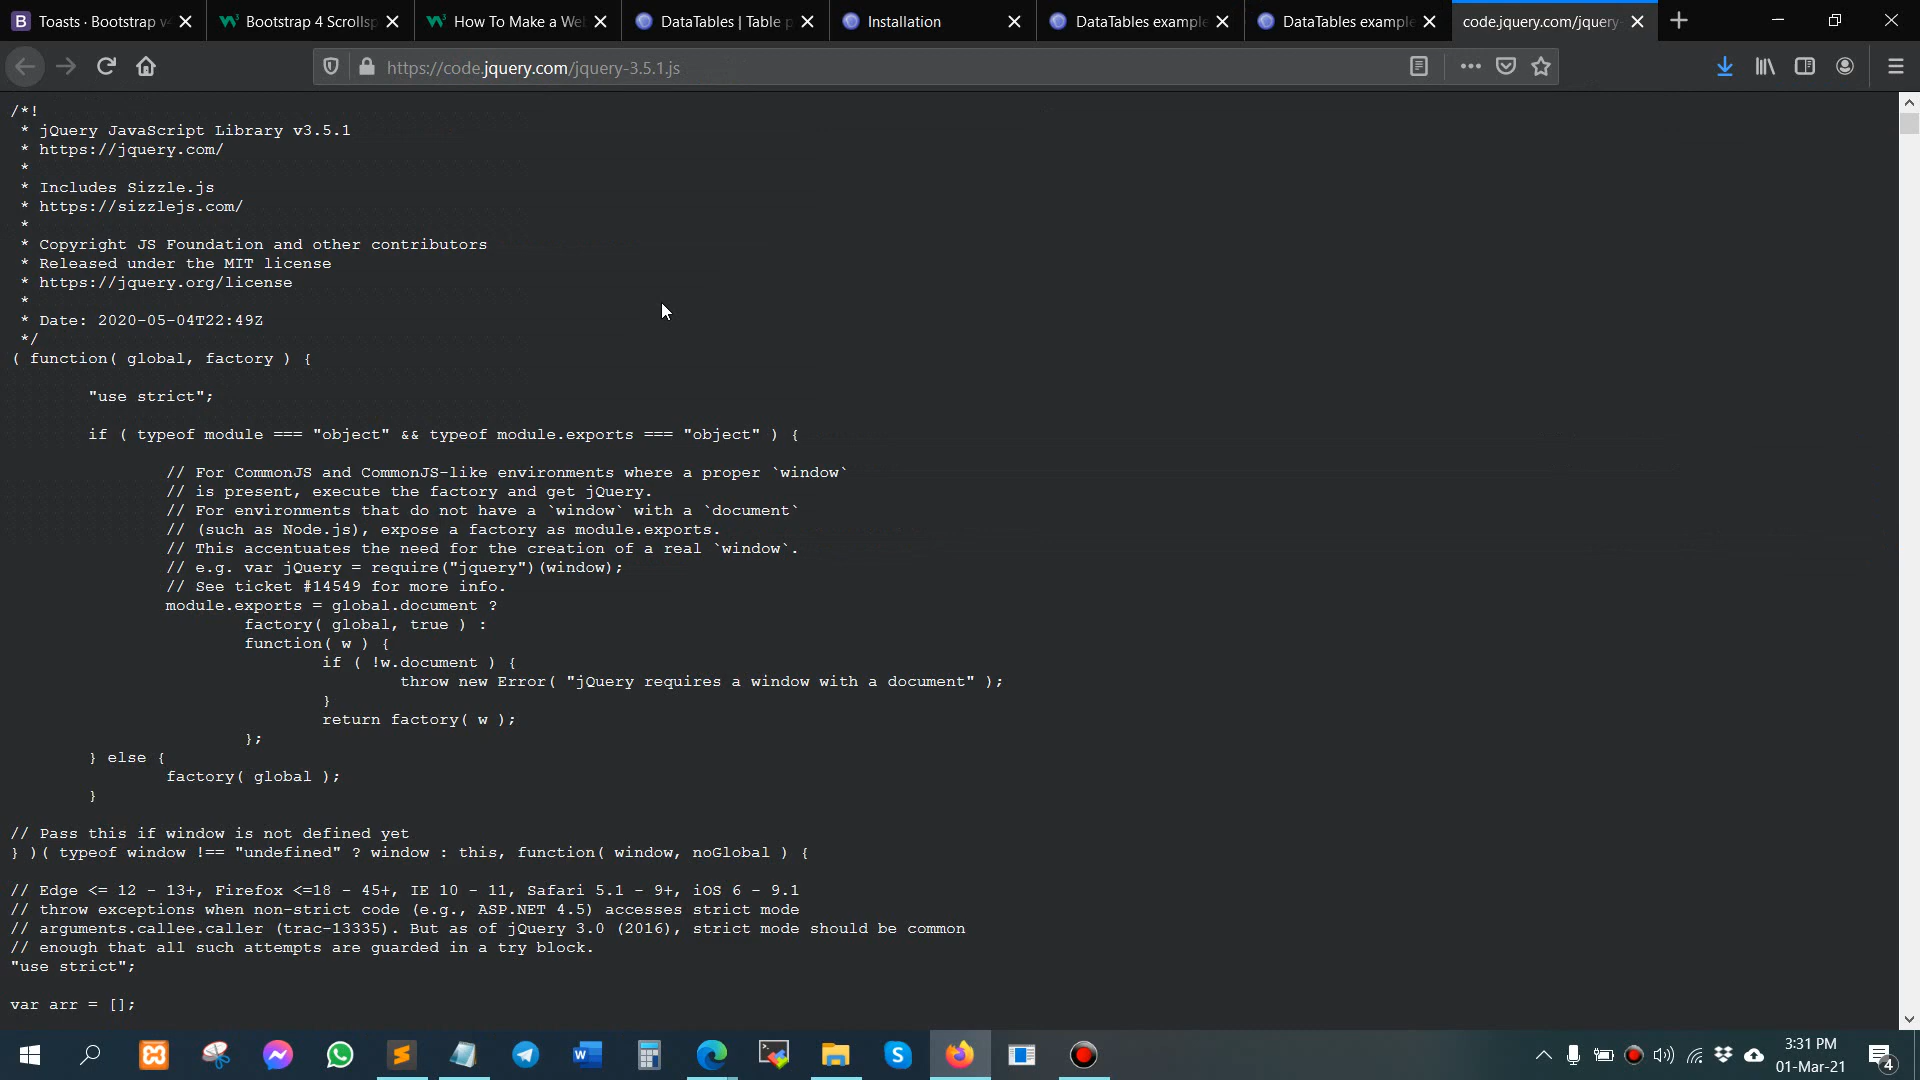 Toasts · Bootstrap v4
Bootstrap 4 Scrollsp
How To Make a We
DataTables | Table p
Installation
DataTables example
DataTables example
code.jquery.com/jquery-
https://code.jquery.com/jquery-3.5.1.js
/*!
* jQuery JavaScript Library v3.5.1
* https://jquery.com/
*
* Includes Sizzle.js
* https://sizzlejs.com/
*
* Copyright JS Foundation and other contributors
* Released under the MIT license
* https://jquery.org/license
*
* Date: 2020-05-04T22:49Z
*/
( function( global, factory ) {
"use strict";
if ( typeof module === "object" && typeof module.exports === "object" ) {
// For CommonJS and CommonJS-like environments where a proper `window`
// is present, execute the factory and get jQuery.
// For environments that do not have a `window` with a `document`
// (such as Node.js), expose a factory as module.exports.
// This accentuates the need for the creation of a real `window`.
// e.g. var jQuery = require("jquery")(window);
// See ticket #14549 for more info.
module.exports = global.document ?
factory( global, true ) :
function( w ) {
if ( !w.document ) {
throw new Error( "jQuery requires a window with a document" );
}
return factory( w );
};
} else {
factory( global );
}
// Pass this if window is not defined yet
} )( typeof window !== "undefined" ? window : this, function( window, noGlobal ) {
// Edge <= 12 - 13+, Firefox <=18 - 45+, IE 10 - 11, Safari 5.1 - 9+, iOS 6 - 9.1
// throw exceptions when non-strict code (e.g., ASP.NET 4.5) accesses strict mode
// arguments.callee.caller (trac-13335). But as of jQuery 3.0 (2016), strict mode should be common
// enough that all such attempts are guarded in a try block.
"use strict";
var arr = [];
3:31 PM
01-Mar-21
4